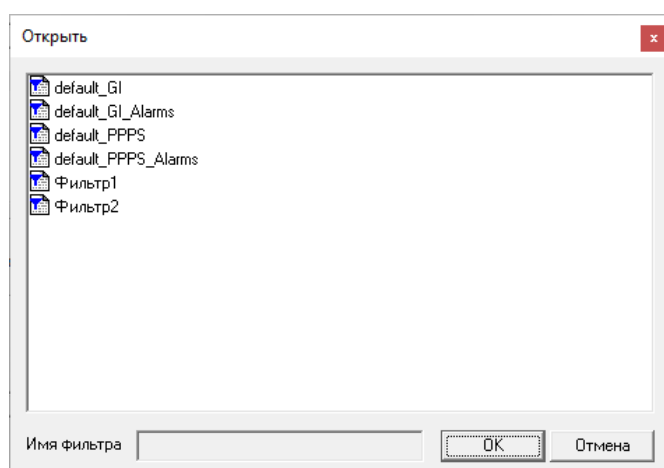 Открыть
x
default_GI
default_GI_Alarms
default_PPPS
default_PPPS_Alarms
Фильтр1
Фильтр2
Имя фильтра OK Отмена